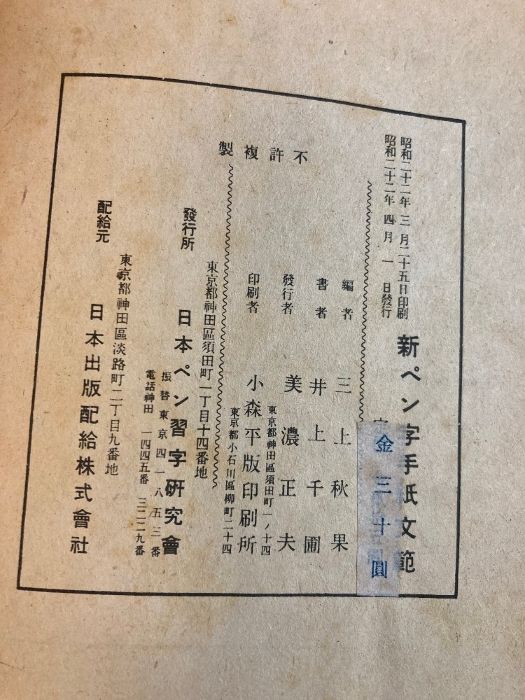 昭和二十二年三月二十五日印刷
昭和二十二年四月一日發行
新ペン字手紙文範
金三十圓
不許複製
編者 三上秋果
書者 井上千圃
發行者 美濃正夫
東京都神田區須田町一ノ十四
印刷者 小森平版印刷所
東京都小石川區柳町二十四
東京都神田區須田町一丁目十四番地
發行所 日本ペン習字硏究會
振替東京四一八五三番
電話神田 一四四五番 三二二九番
東京都神田區淡路町二丁目九番地
配給元 日本出版配給株式會社